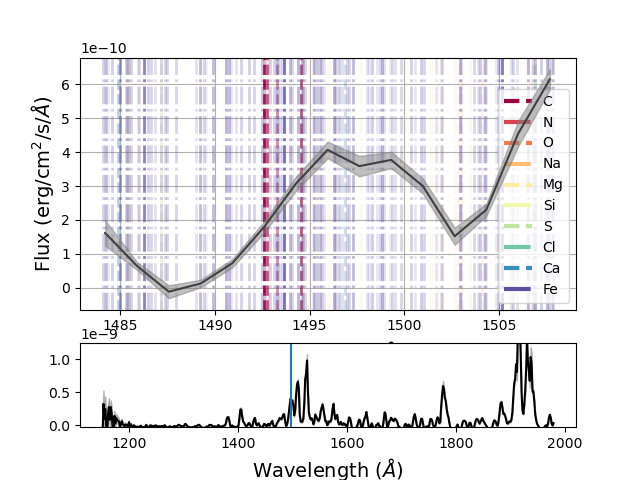 1e−10
Flux (erg/cm²/s/Å)
6
5
4
3
2
1
0
C
N
O
Na
Mg
Si
S
Cl
Ca
Fe
1485 1490 1495 1500 1505
1e−9
1.0
0.5
0.0
1200 1400 1600 1800 2000
Wavelength (Å)